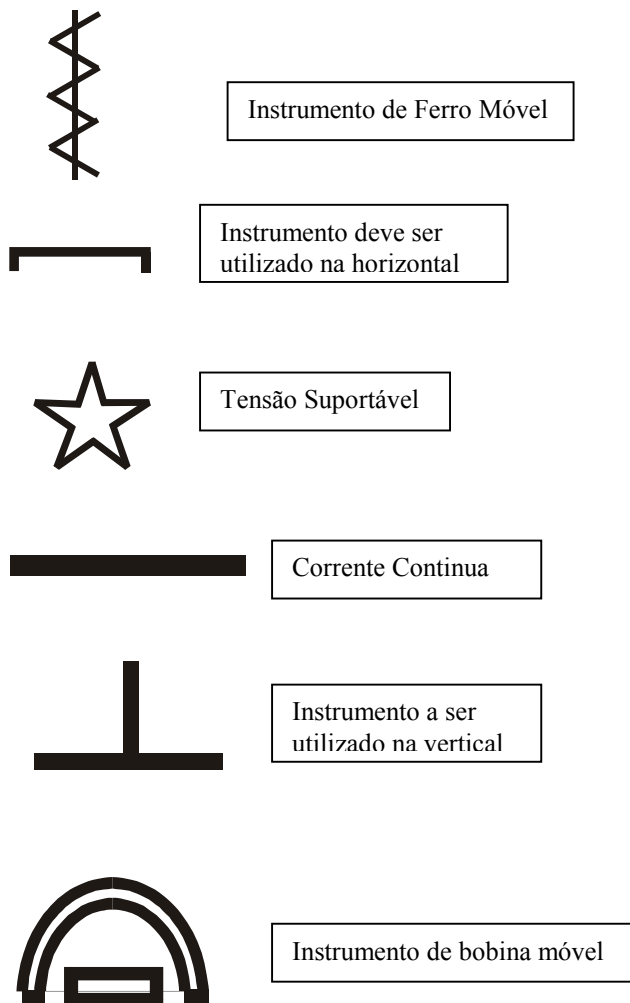 Instrumento de Ferro Móvel
Instrumento deve ser
utilizado na horizontal
Tensão Suportável
Corrente Continua
Instrumento a ser
utilizado na vertical
Instrumento de bobina móvel